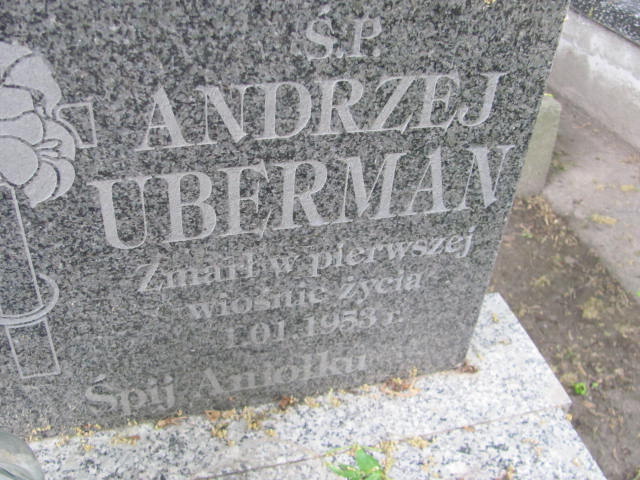 Ś.P.
ANDRZEJ
UBERMAN
Zmarł w pierwszej
wiośnie życia
1.01.1953 r.
Śpij Aniołku